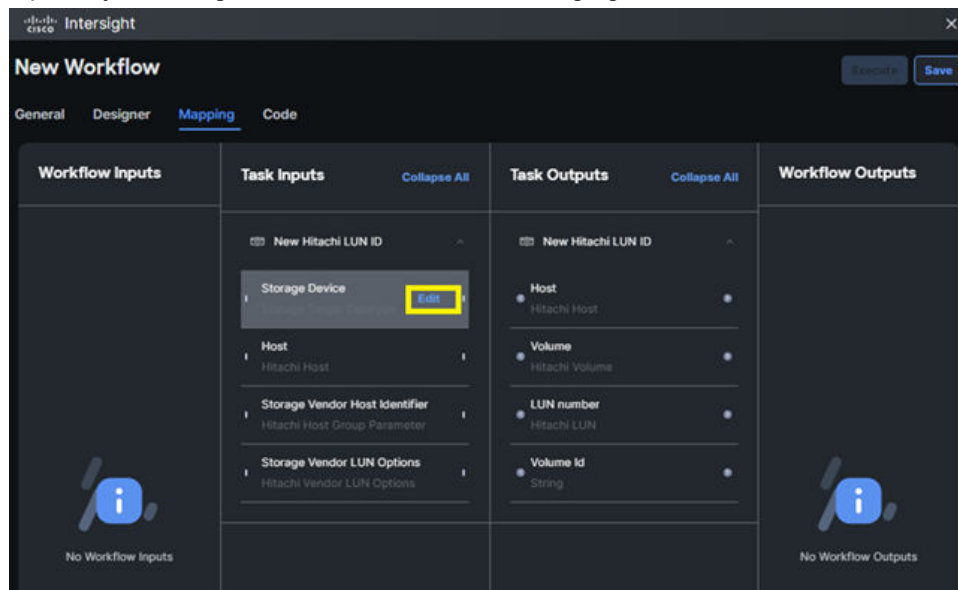 cisco Intersight
New Workflow
Execute Save
General Designer Mapping Code
Workflow Inputs Task Inputs Collapse All Task Outputs Collapse All Workflow Outputs
New Hitachi LUN ID New Hitachi LUN ID
Storage Device Edit Host
Hitachi Host
Host Volume
Hitachi Host Hitachi Volume
Storage Vendor Host Identifier LUN number
Hitachi Host Group Parameter Hitachi LUN
Storage Vendor LUN Options Volume Id
Hitachi Vendor LUN Options String
No Workflow Inputs No Workflow Outputs